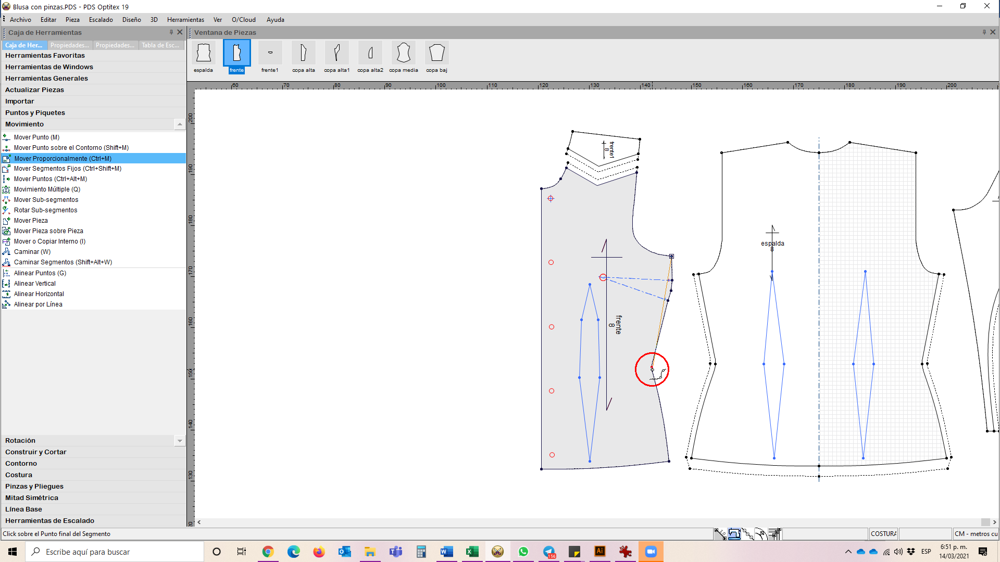 Blusa con pinzas.PDS - PDS Optitex 19
Archivo Editar Pieza Escalado Diseño 3D Herramientas Ver O/Cloud Ayuda
Caja de Herramientas
Ventana de Piezas
Caja de Her... Propiedades... Propiedades... Tabla de Esc...
Herramientas Favoritas
Herramientas de Windows
Herramientas Generales
Actualizar Piezas
Importar
Puntos y Piquetes
Movimiento
Mover Punto (M)
Mover Punto sobre el Contorno (Shift+M)
Mover Proporcionalmente (Ctrl+M)
Mover Segmentos Fijos (Ctrl+Shift+M)
Mover Puntos (Ctrl+Alt+M)
Movimiento Múltiple (Q)
Mover Sub-segmentos
Rotar Sub-segmentos
Mover Pieza
Mover Pieza sobre Pieza
Mover o Copiar Interno (I)
Caminar (W)
Caminar Segmentos (Shift+Alt+W)
Alinear Puntos (G)
Alinear Vertical
Alinear Horizontal
Alinear por Línea
Rotación
Construir y Cortar
Contorno
Costura
Pinzas y Pliegues
Mitad Simétrica
Línea Base
Herramientas de Escalado
espalda frente frente1 copa alta copa alta1 copa alta2 copa media copa baj
60 70 80 90 100 110 120 130 140 150 160 170 180 190 200
200
190
180
170
160
150
140
130
20
frente1
8
frente
8
espalda
8
Click sobre el Punto final del Segmento
COSTURA
CM - metros cu
Escribe aquí para buscar
156
ESP
6:51 p. m.
14/03/2021